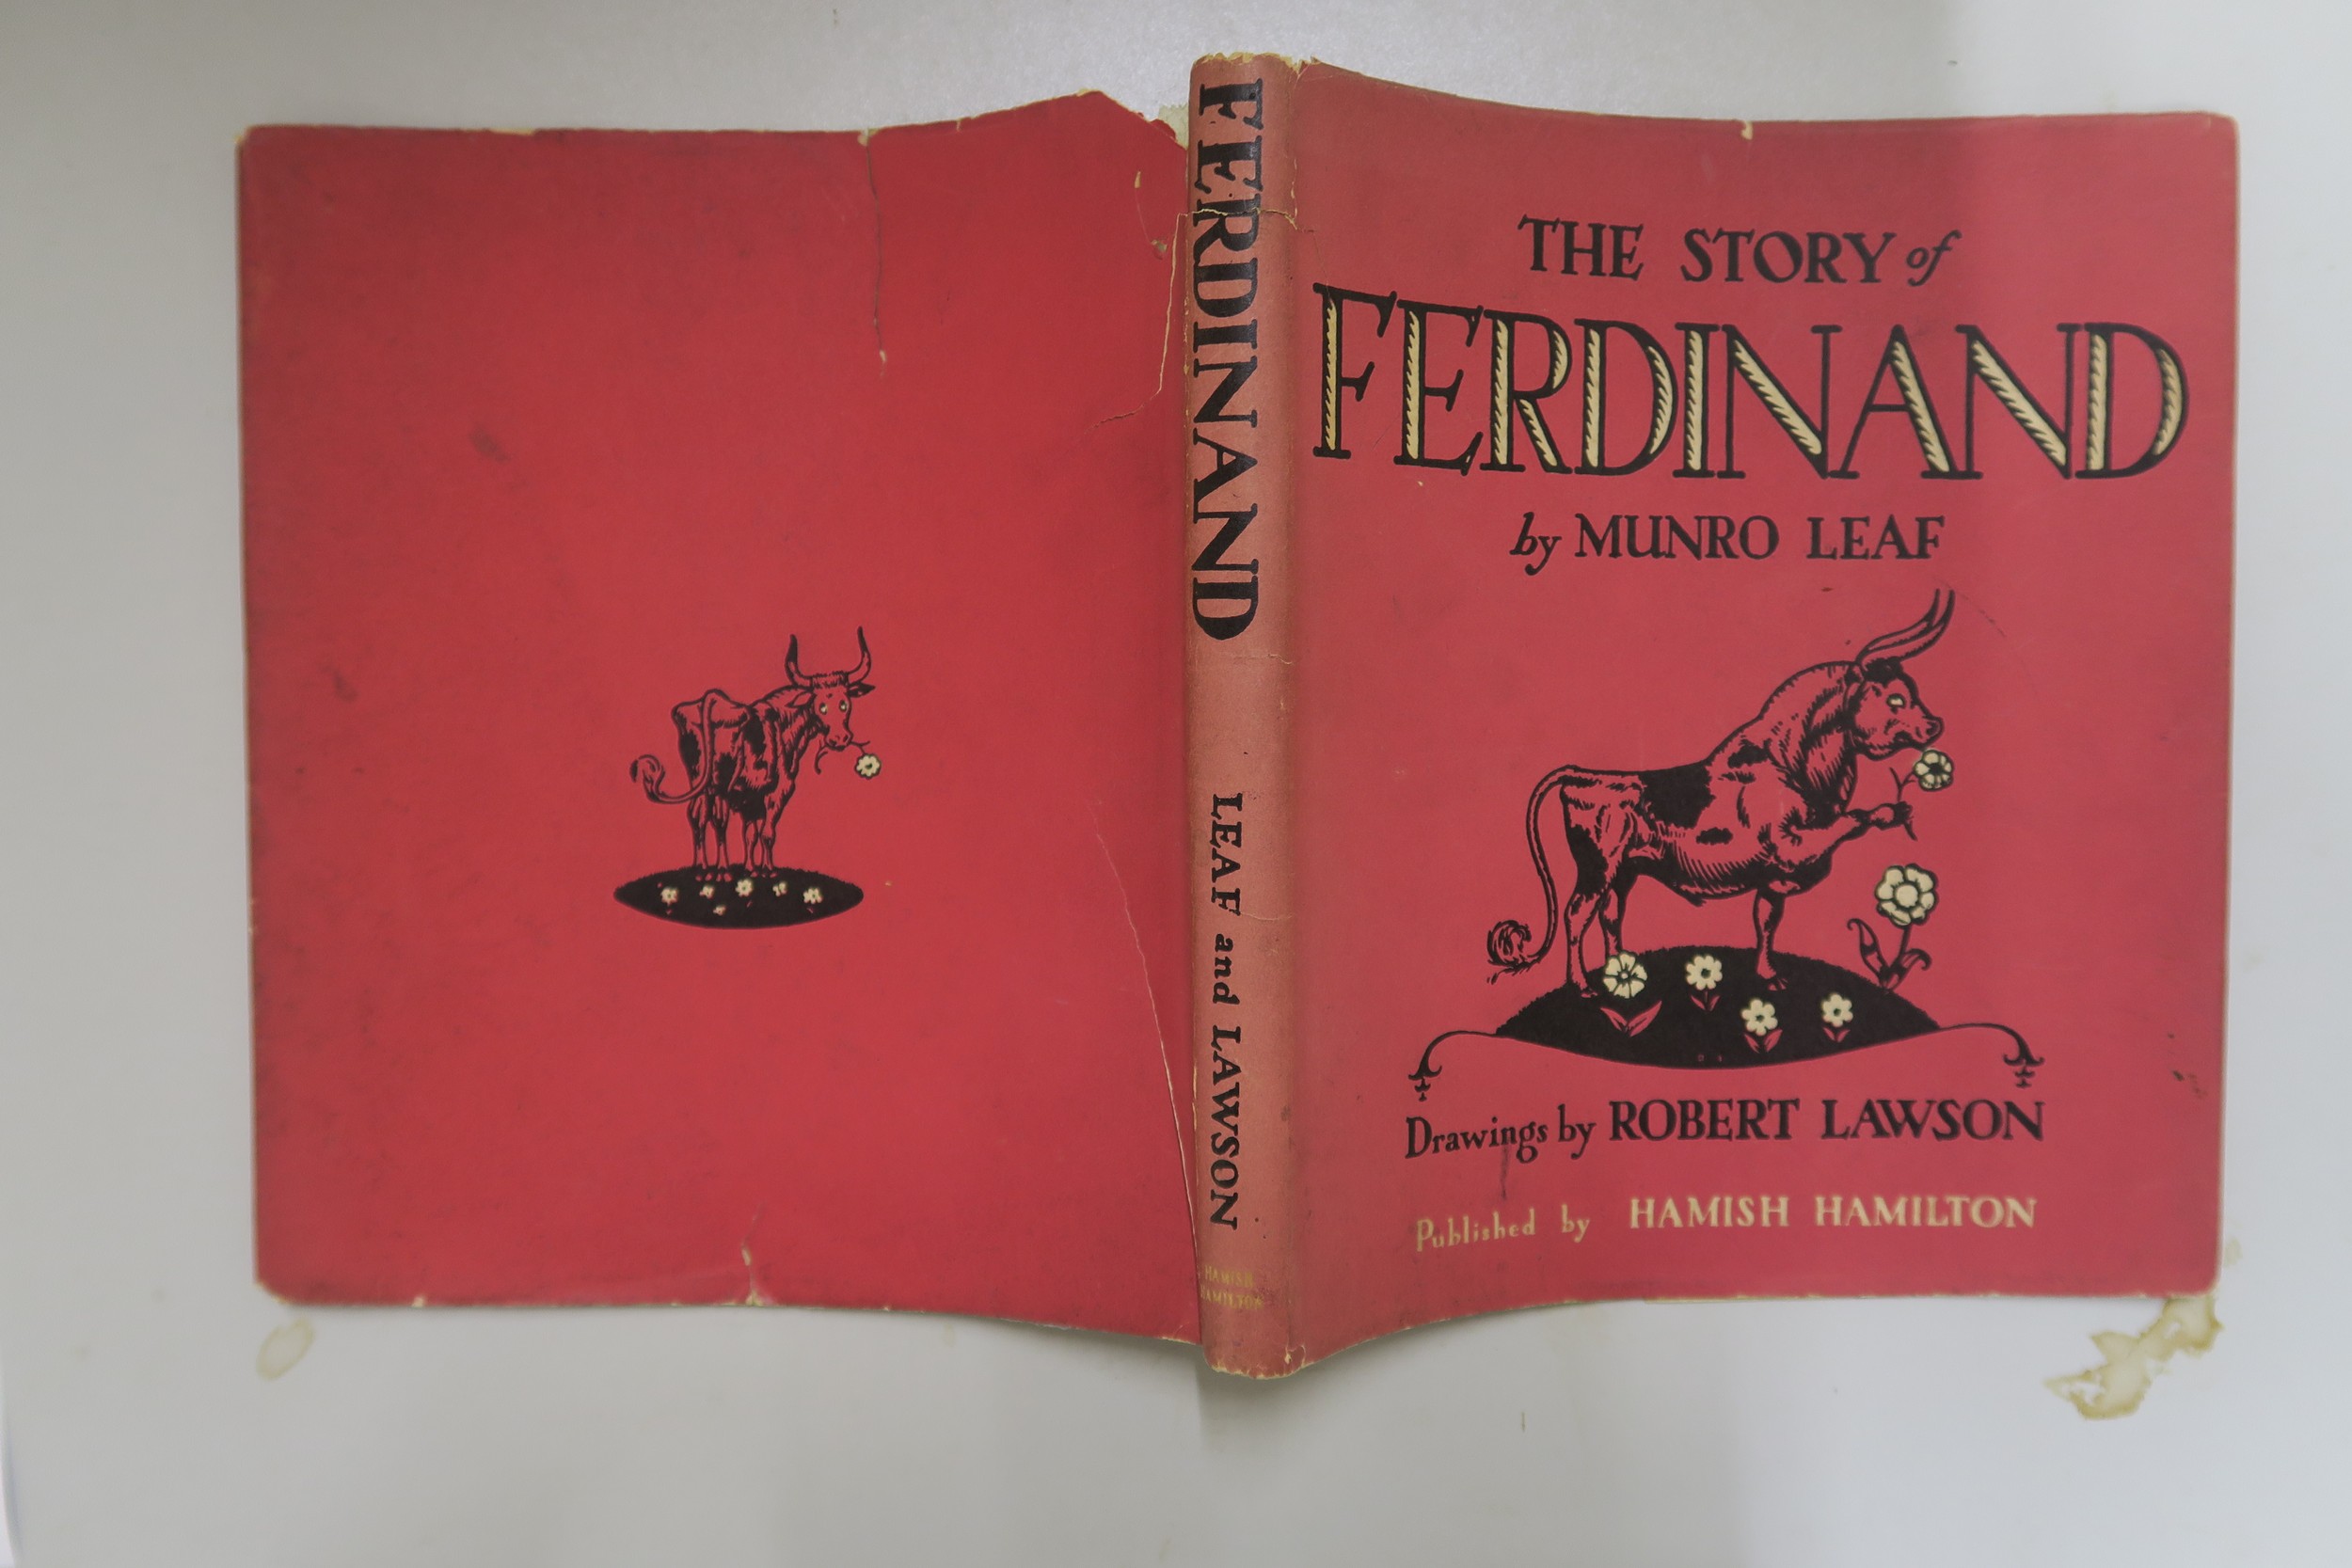 FERDINAND
LEAF and LAWSON
HAMISH
HAMILTON
THE STORY of
FERDINAND
by MUNRO LEAF
Drawings by ROBERT LAWSON
Published by HAMISH HAMILTON